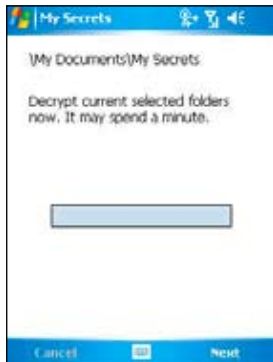 My Secrets
\My Documents\My Secrets
Decrypt current selected folders
now. It may spend a minute.
Cancel Next